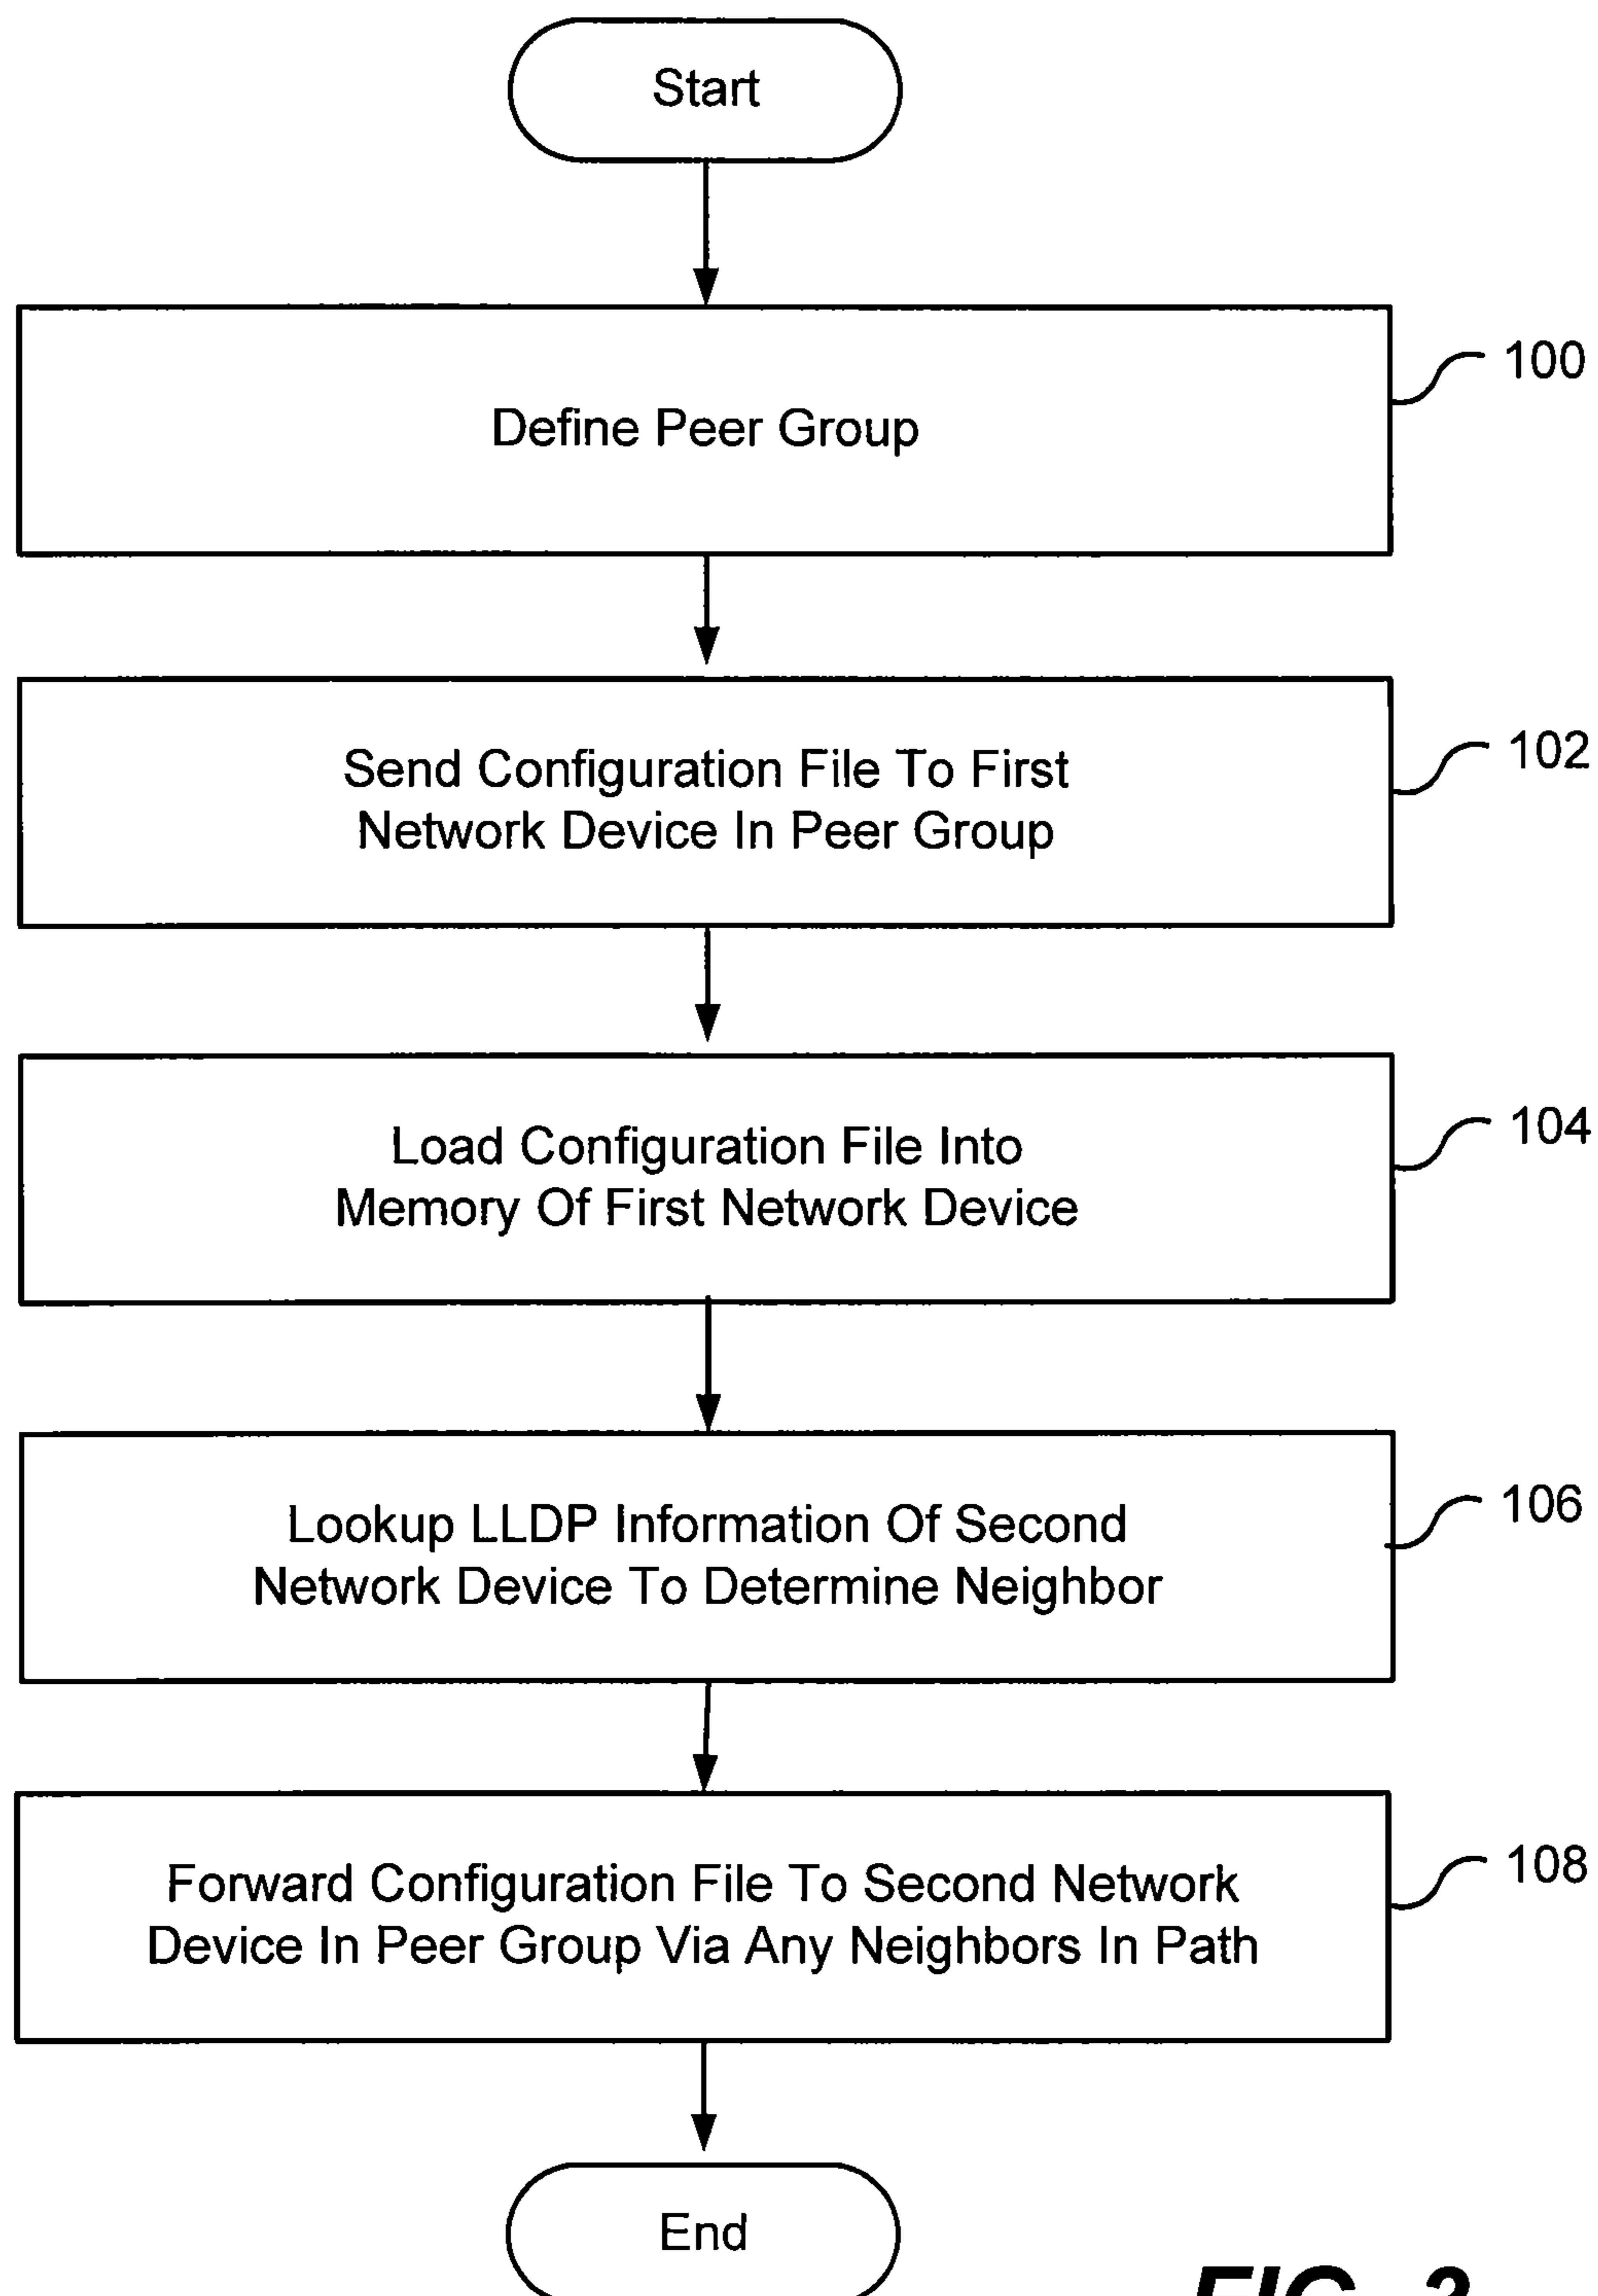 Start
Define Peer Group
100
Send Configuration File To First
Network Device In Peer Group
102
Load Configuration File Into
Memory Of First Network Device
104
Lookup LLDP Information Of Second
Network Device To Determine Neighbor
106
Forward Configuration File To Second Network
Device In Peer Group Via Any Neighbors In Path
108
End
FIG.